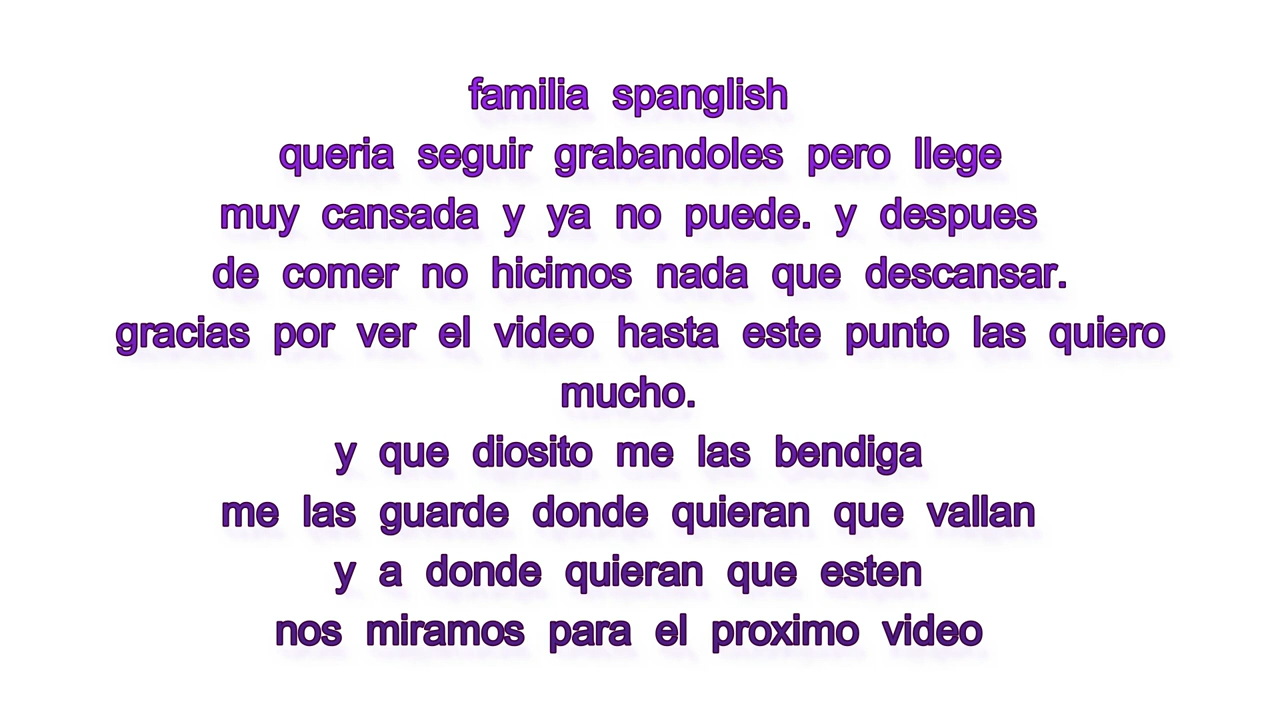 familia spanglish
queria seguir grabandoles pero llege
muy cansada y ya no puede. y despues
de comer no hicimos nada que descansar.
gracias por ver el video hasta este punto las quiero
mucho.
y que diosito me las bendiga
me las guarde donde quieran que vallan
y a donde quieran que esten
nos miramos para el proximo video